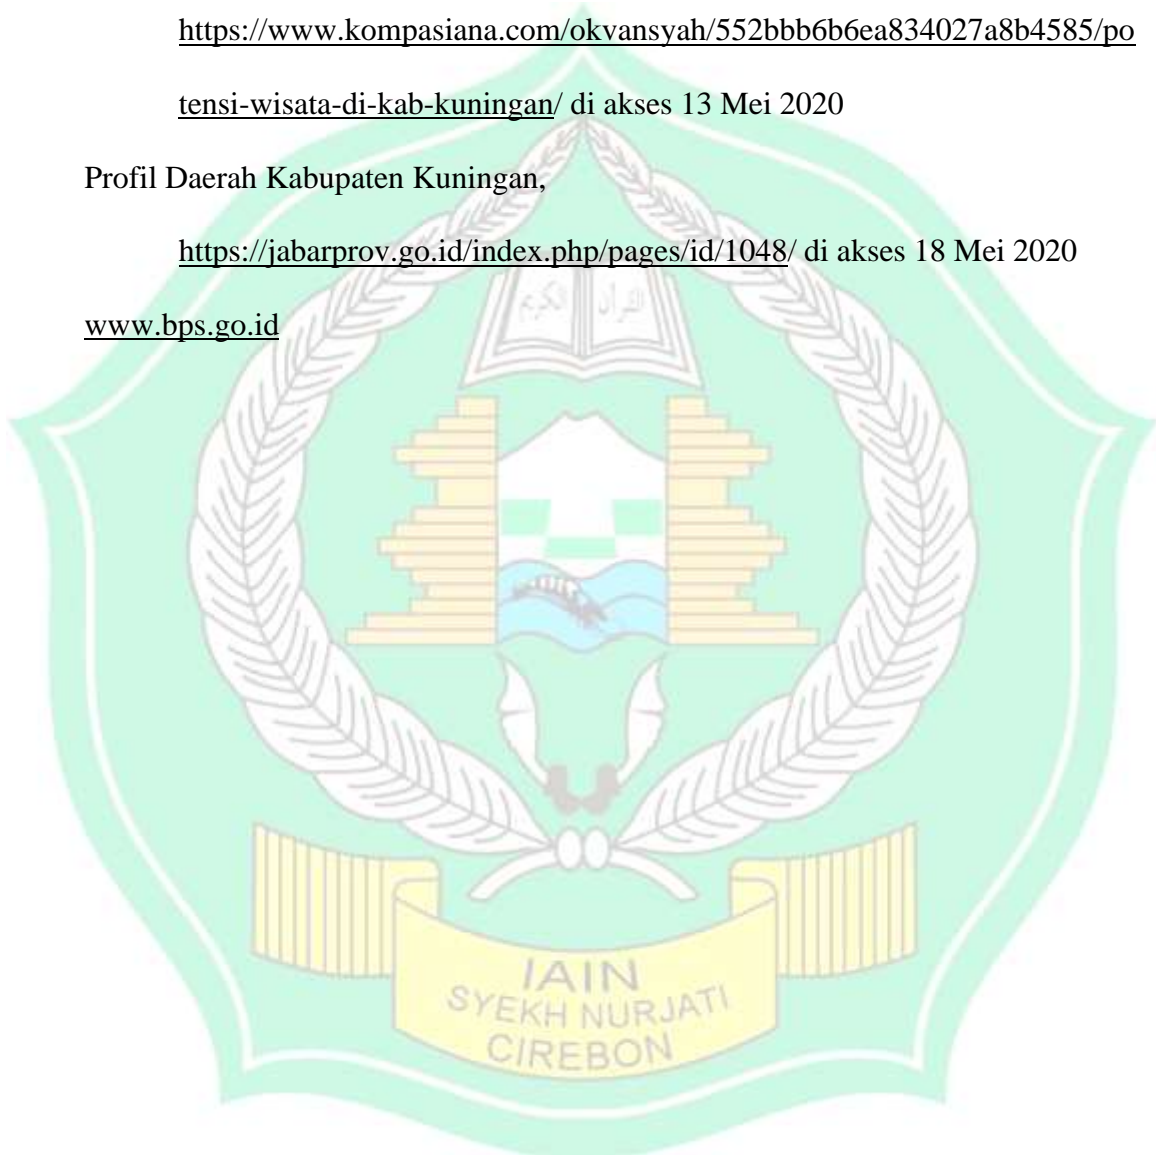 https://www.kompasiana.com/okvansyah/552bbb6b6ea834027a8b4585/po
tensi-wisata-di-kab-kuningan/ di akses 13 Mei 2020
Profil Daerah Kabupaten Kuningan,
https://jabarprov.go.id/index.php/pages/id/1048/ di akses 18 Mei 2020
www.bps.go.id
القرآن الكريم
IAIN
SYEKH NURJATI
CIREBON